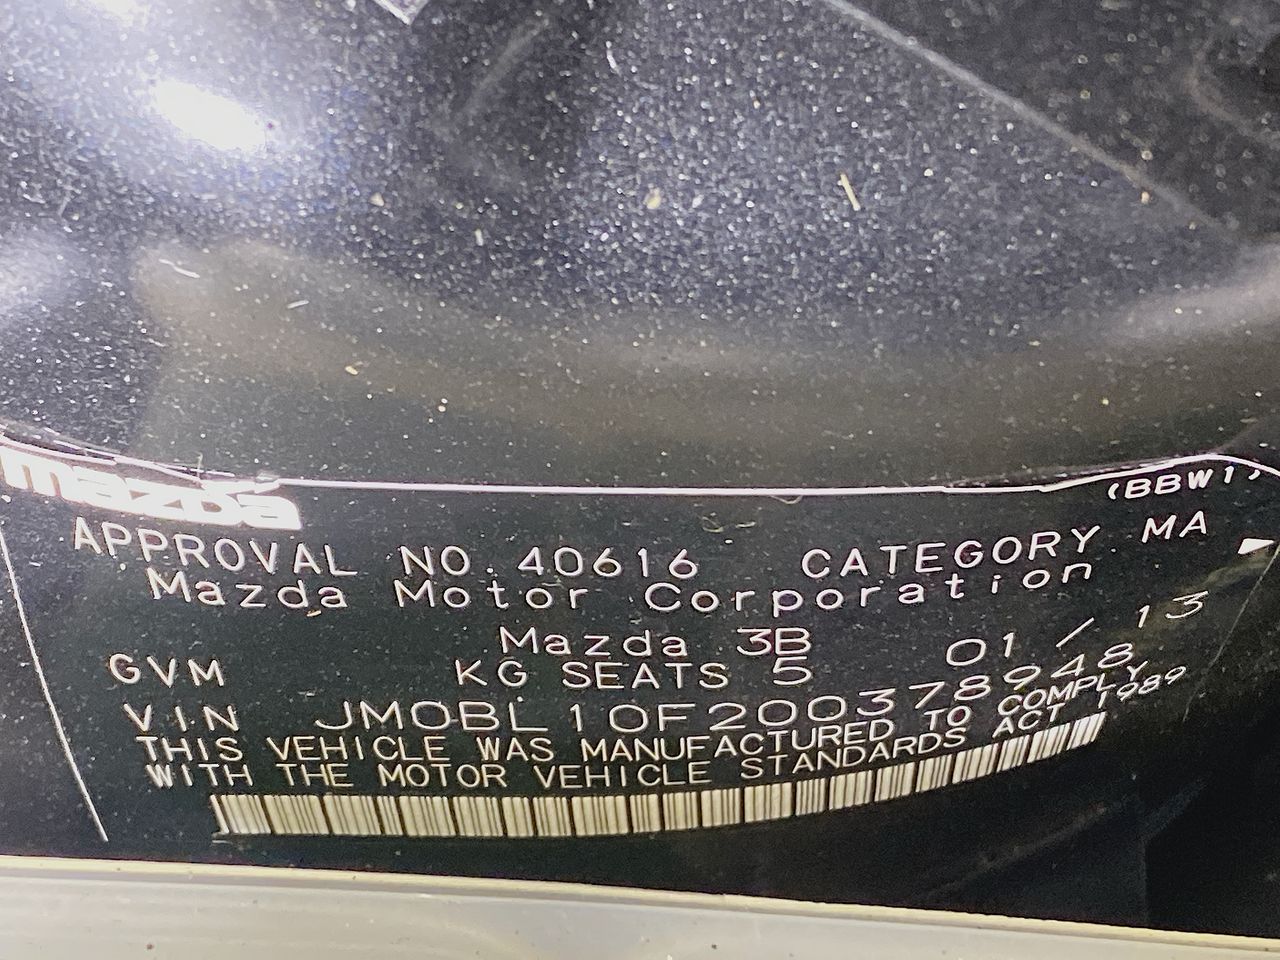 mazda
(BBW1)
APPROVAL NO. 40616 CATEGORY. MA
Mazda Motor Corporation
Mazda 3B 01 / 13
GVM KG SEATS 5
VIN JM0BL10F200378948
THIS VEHICLE WAS MANUFACTURED TO COMPLY
WITH THE MOTOR VEHICLE STANDARDS ACT 1989